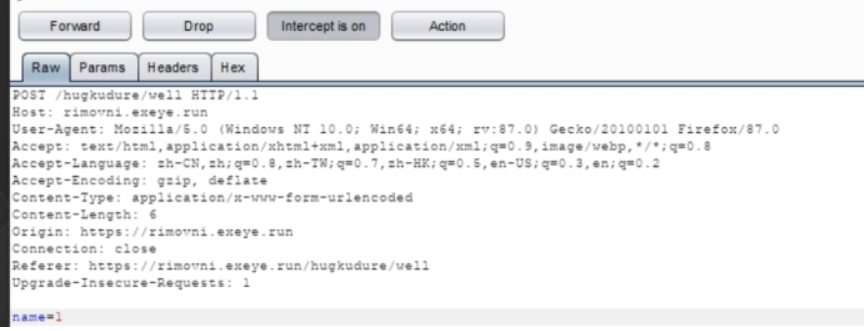 Forward Drop Intercept is on Action
Raw Params Headers Hex
POST /hugkudure/well HTTP/1.1
Host: rimovni.exeye.run
User-Agent: Mozilla/5.0 (Windows NT 10.0; Win64; x64; rv:87.0) Gecko/20100101 Firefox/87.0
Accept: text/html,application/xhtml+xml,application/xml;q=0.9,image/webp,*/*;q=0.8
Accept-Language: zh-CN,zh;q=0.8,zh-TW;q=0.7,zh-HK;q=0.5,en-US;q=0.3,en;q=0.2
Accept-Encoding: gzip, deflate
Content-Type: application/x-www-form-urlencoded
Content-Length: 6
Origin: https://rimovni.exeye.run
Connection: close
Referer: https://rimovni.exeye.run/hugkudure/well
Upgrade-Insecure-Requests: 1
name=1